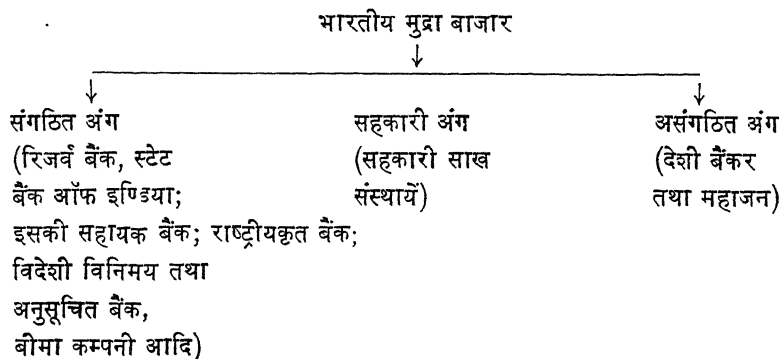 भारतीय मुद्रा बाजार
संगठित अंग
(रिजर्व बैंक, स्टेट
बैंक ऑफ इण्डिया;
इसकी सहायक बैंक; राष्ट्रीयकृत बैंक;
विदेशी विनिमय तथा
अनुसूचित बैंक,
बीमा कम्पनी आदि)
सहकारी अंग
(सहकारी साख
संस्थायें)
असंगठित अंग
(देशी बैंकर
तथा महाजन)